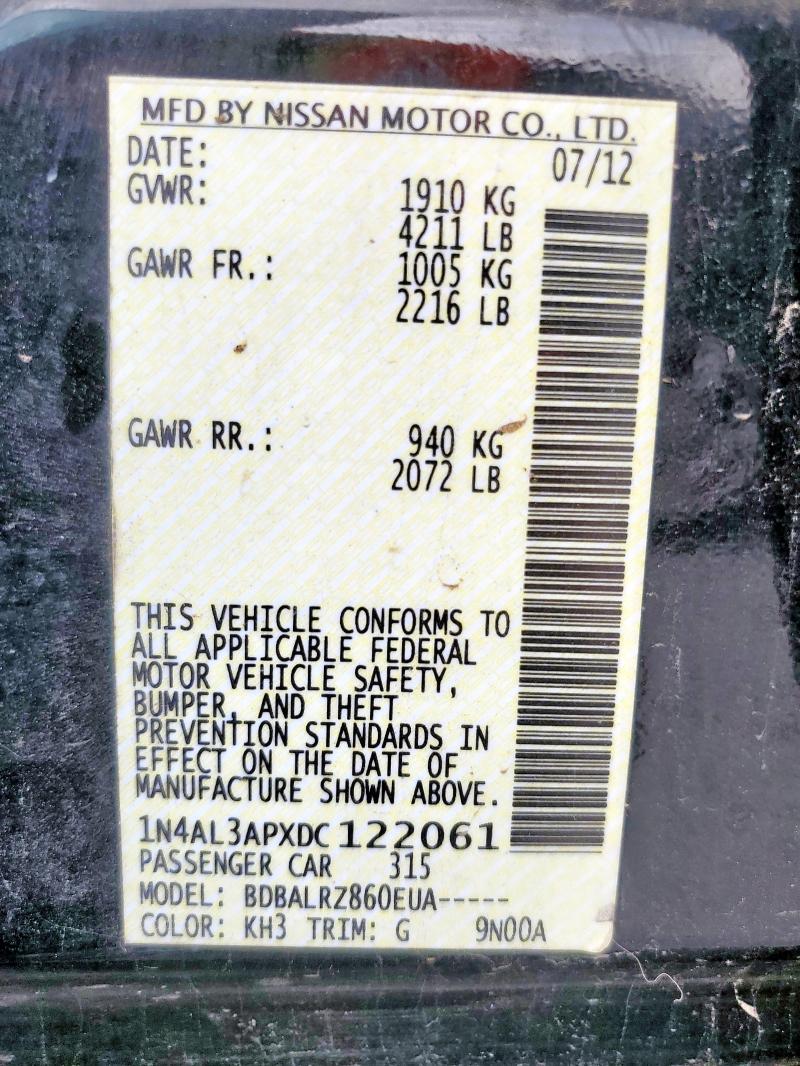 MFD BY NISSAN MOTOR CO., LTD.
DATE: 07/12
GVWR: 1910 KG
4211 LB
GAWR FR.: 1005 KG
2216 LB
GAWR RR.: 940 KG
2072 LB
THIS VEHICLE CONFORMS TO
ALL APPLICABLE FEDERAL
MOTOR VEHICLE SAFETY,
BUMPER, AND THEFT
PREVENTION STANDARDS IN
EFFECT ON THE DATE OF
MANUFACTURE SHOWN ABOVE.
1N4AL3APXDC122061
PASSENGER CAR 315
MODEL: BDBALRZ860EUA-----
COLOR: KH3 TRIM: G 9N00A